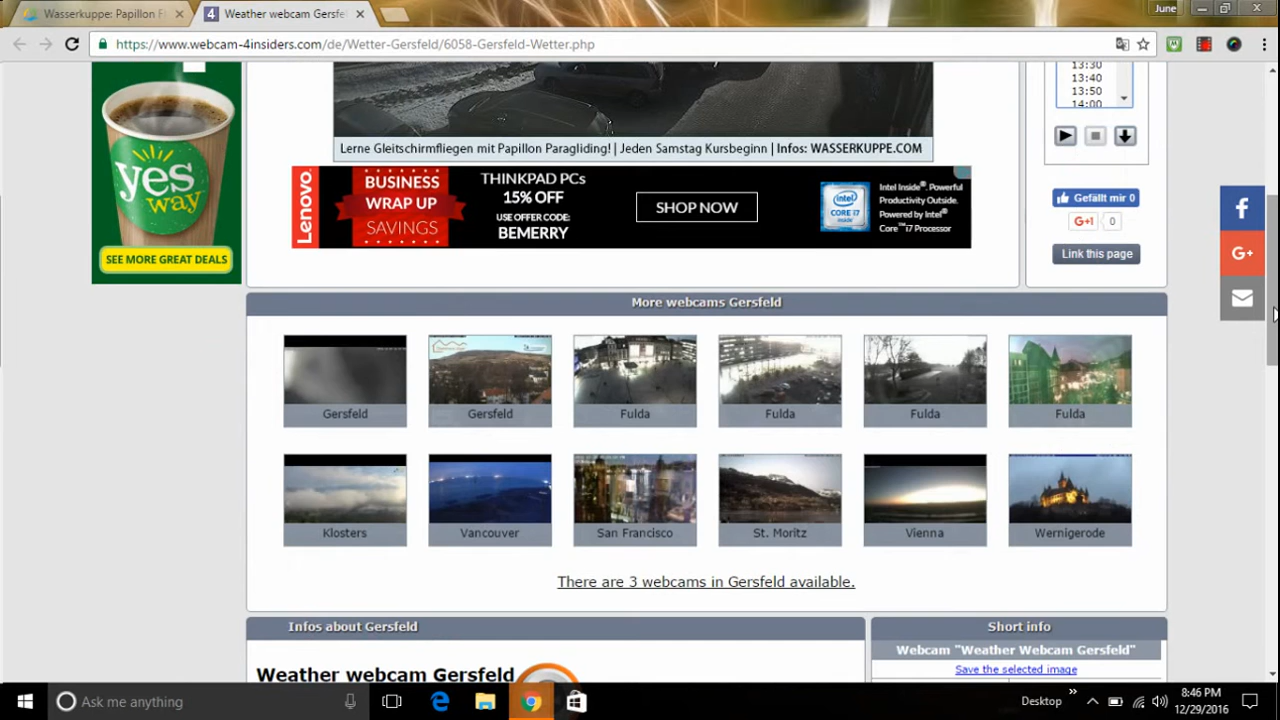 Wasserkuppe: Papillon Fl
Weather webcam Gersfel
June
https://www.webcam-4insiders.com/de/Wetter-Gersfeld/6058-Gersfeld-Wetter.php
yes
way
SEE MORE GREAT DEALS
Lerne Gleitschirmfliegen mit Papillon Paragliding! | Jeden Samstag Kursbeginn | Infos: WASSERKUPPE.COM
Lenovo
BUSINESS
WRAP UP
SAVINGS
THINKPAD PCs
15% OFF
USE OFFER CODE:
BEMERRY
SHOP NOW
intel inside
CORE i7
Intel Inside®. Powerful
Productivity Outside.
Powered by Intel®
Core™i7 Processor
13:30
13:40
13:50
14:00
Gefällt mir 0
G+1 0
Link this page
f
G+
More webcams Gersfeld
Gersfeld
Gersfeld
Fulda
Fulda
Fulda
Fulda
Klosters
Vancouver
San Francisco
St. Moritz
Vienna
Wernigerode
There are 3 webcams in Gersfeld available.
Infos about Gersfeld
Short info
Weather webcam Gersfeld
Webcam "Weather Webcam Gersfeld"
Save the selected image
Ask me anything
Desktop
8:46 PM
12/29/2016